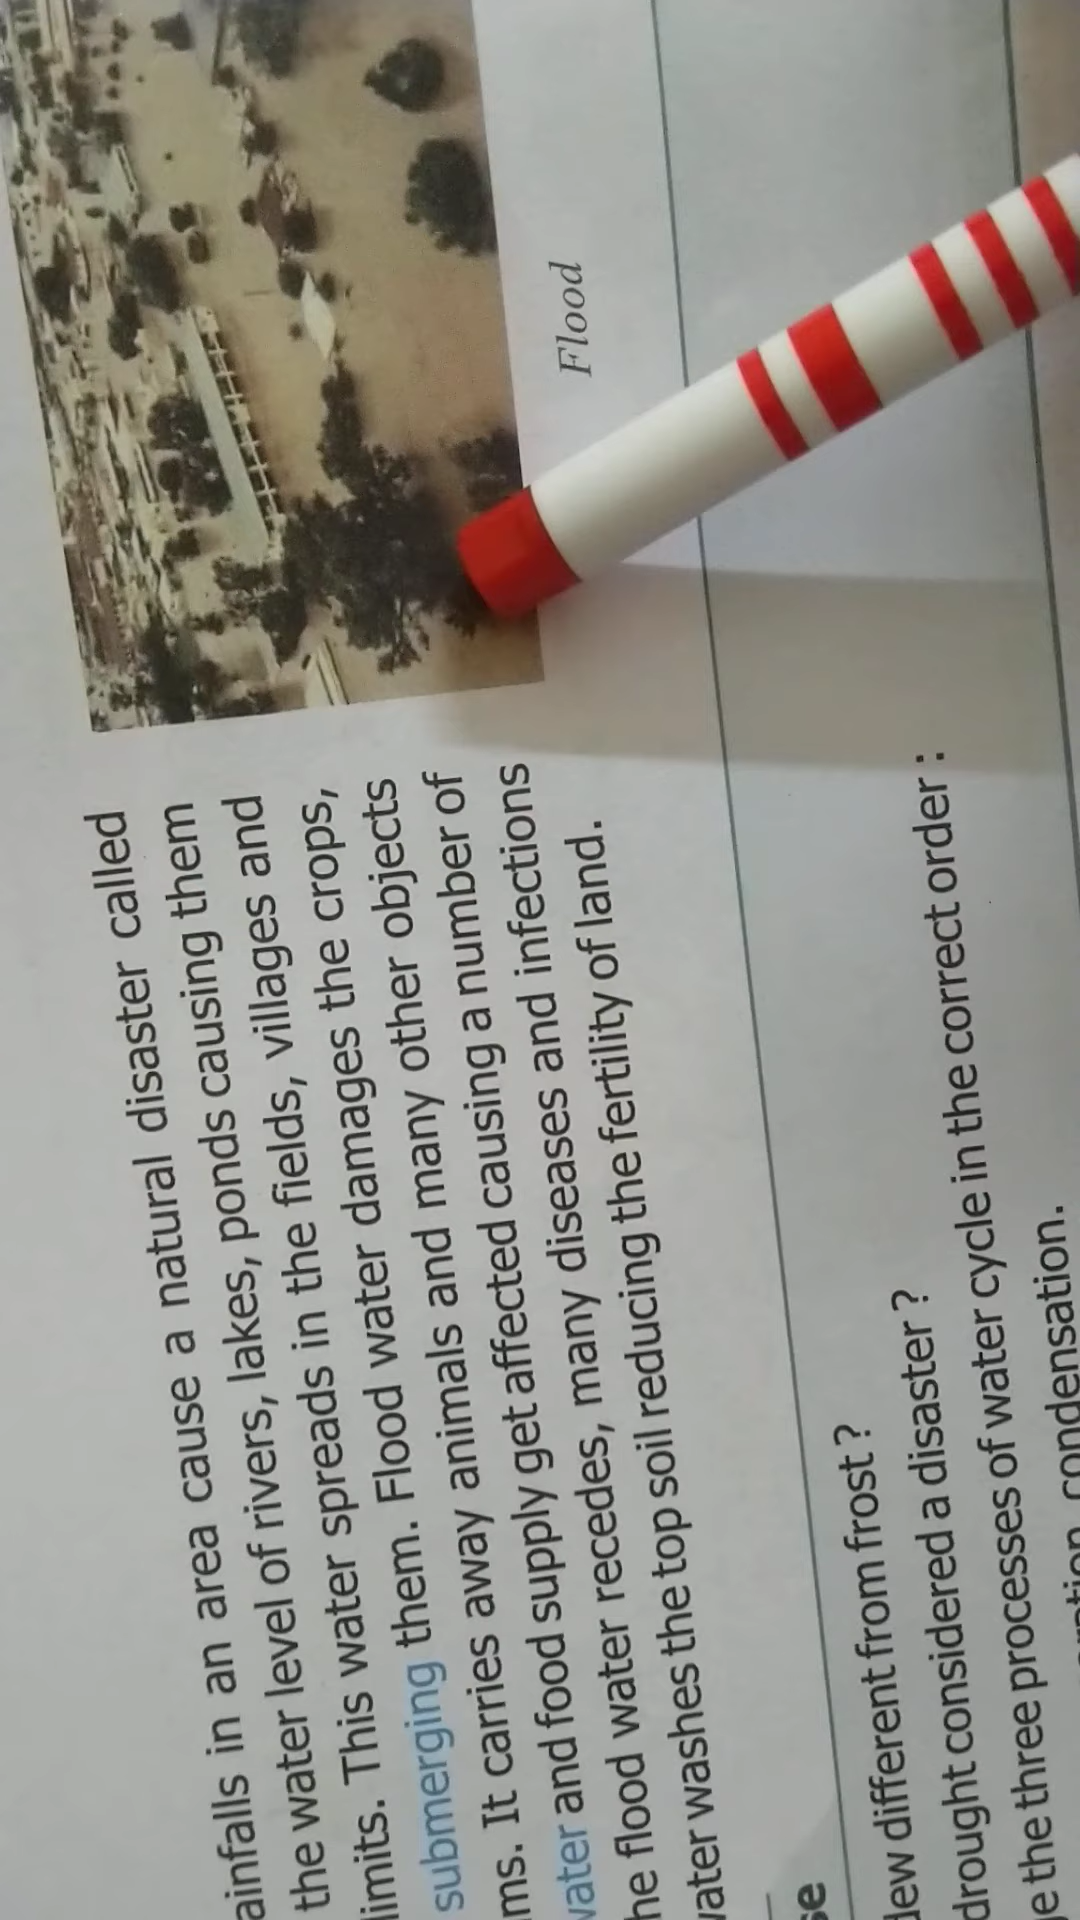 ainfalls in an area cause a natural disaster called
the water level of rivers, lakes, ponds causing them
limits. This water spreads in the fields, villages and
submerging them. Flood water damages the crops,
ms. It carries away animals and many other objects
water and food supply get affected causing a number of
he flood water recedes, many diseases and infections
water washes the top soil reducing the fertility of land.
Flood
se
dew different from frost ?
drought considered a disaster ?
e the three processes of water cycle in the correct order :
condensation.